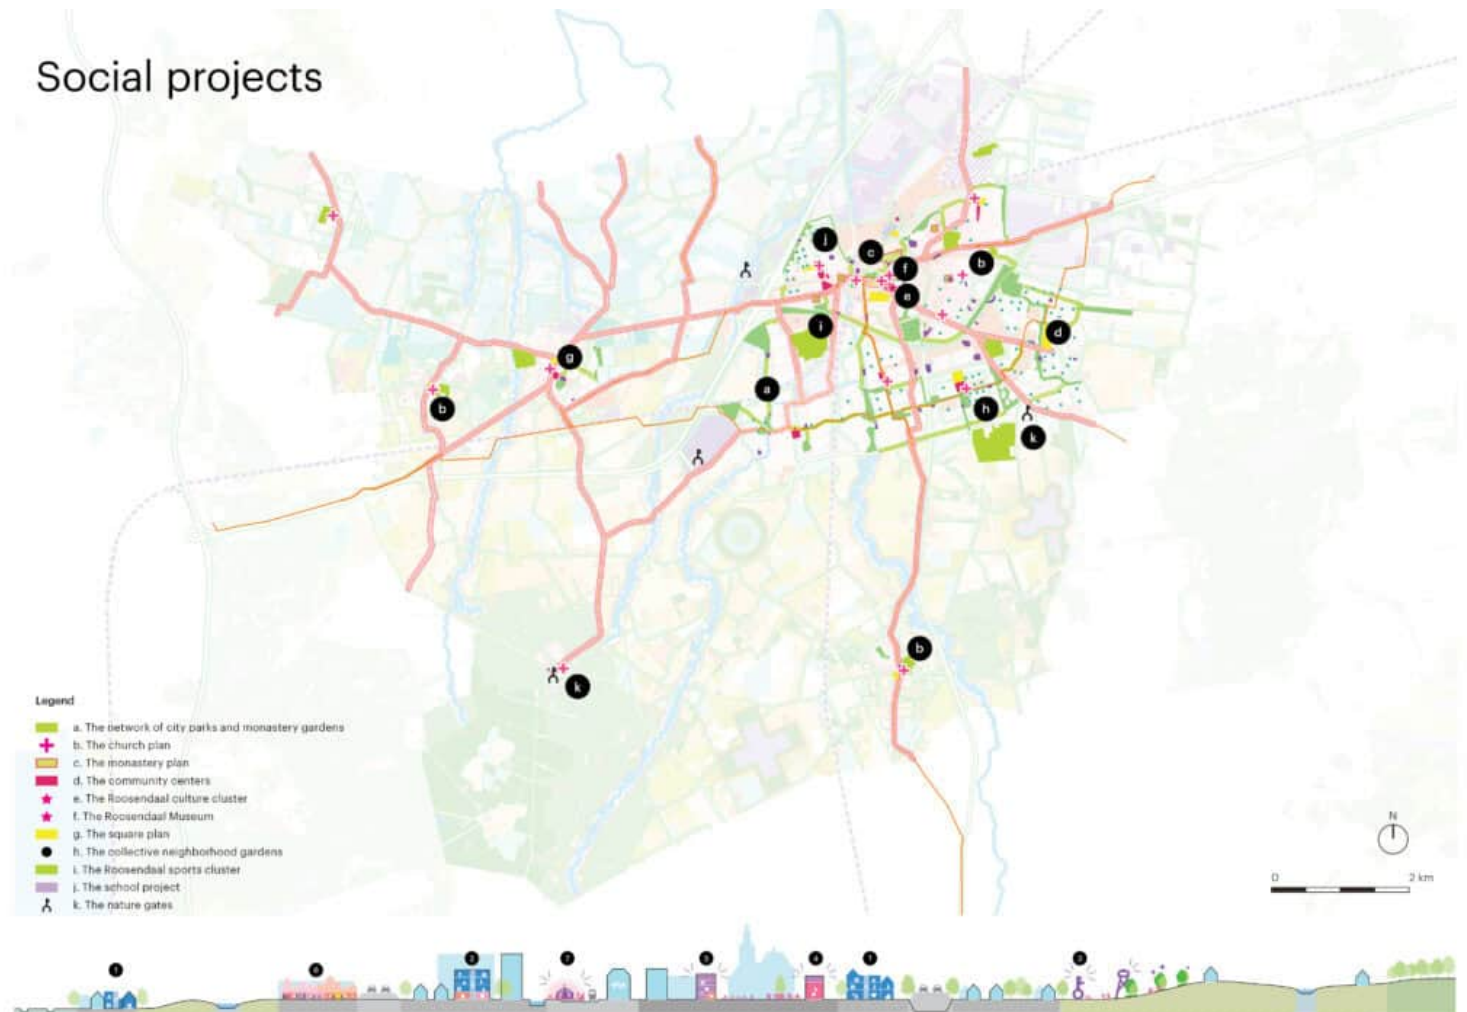 Social projects
j
c
f
b
e
i
d
g
a
b
h
k
b
k
Legend
a. The network of city parks and monastery gardens
b. The church plan
c. The monastery plan
d. The community centers
e. The Roosendaal culture cluster
f. The Roosendaal Museum
g. The square plan
h. The collective neighborhood gardens
i. The Roosendaal sports cluster
j. The school project
k. The nature gates
N
0 2 km